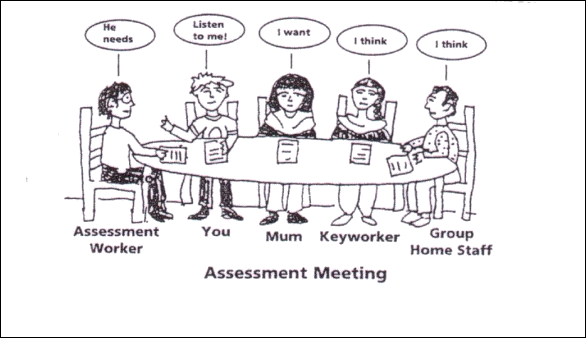 He
needs
Listen
to me!
I want
I think
I think
Assessment
Worker
You
Mum
Keyworker
Group
Home Staff
Assessment Meeting